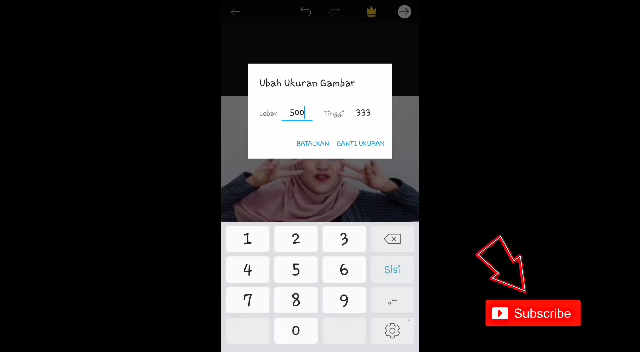 Ubah Ukuran Gambar
Lebar 500 Tinggi 333
BATALKAN GANTI UKURAN
1 2 3
4 5 6 Sisi
7 8 9 .-
0
Subscribe